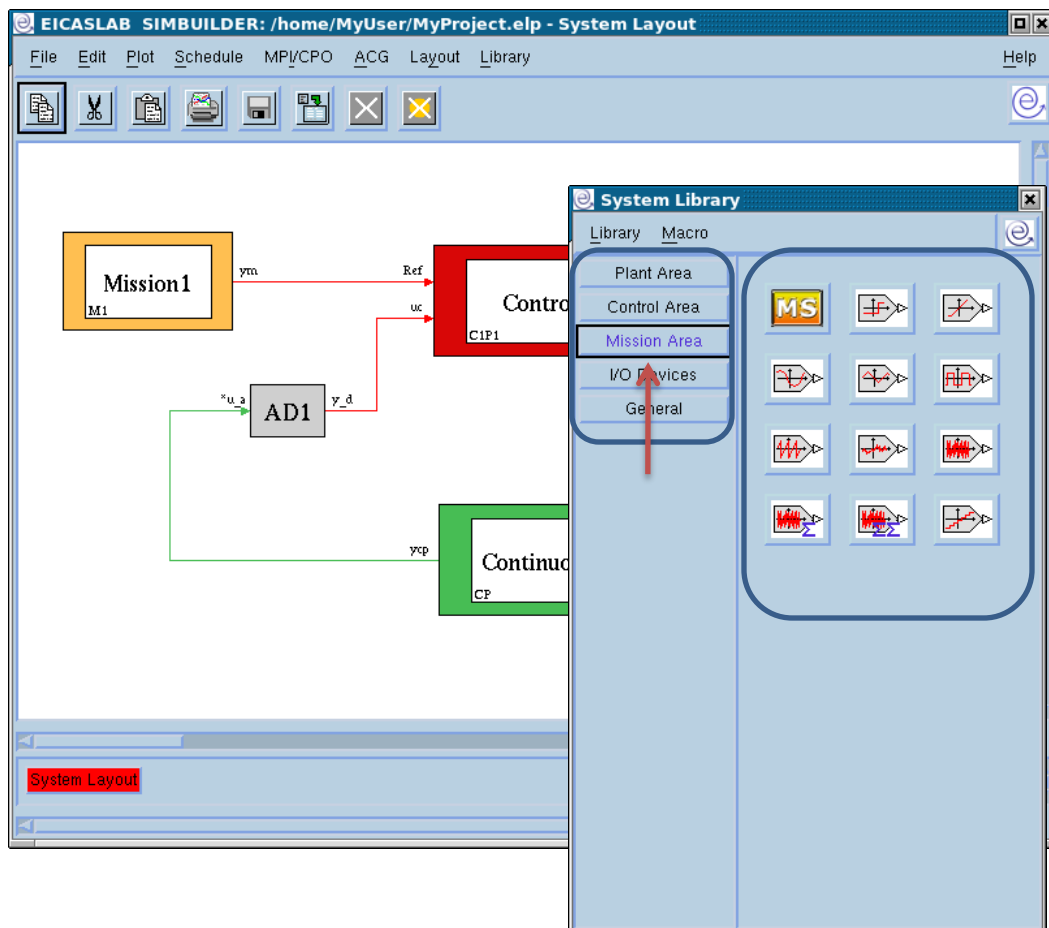 EICASLAB SIMBUILDER: /home/MyUser/MyProject.elp - System Layout
File Edit Plot Schedule MPI/CPO ACG Layout Library Help
System Library
Library Macro
Plant Area
Control Area
Mission Area
I/O Devices
General
MS
Σ
ΣΣ
Mission1
M1
ym
Ref
uc
Contro
C1P1
*u_a
AD1
y_d
ycp
Continuo
CP
System Layout